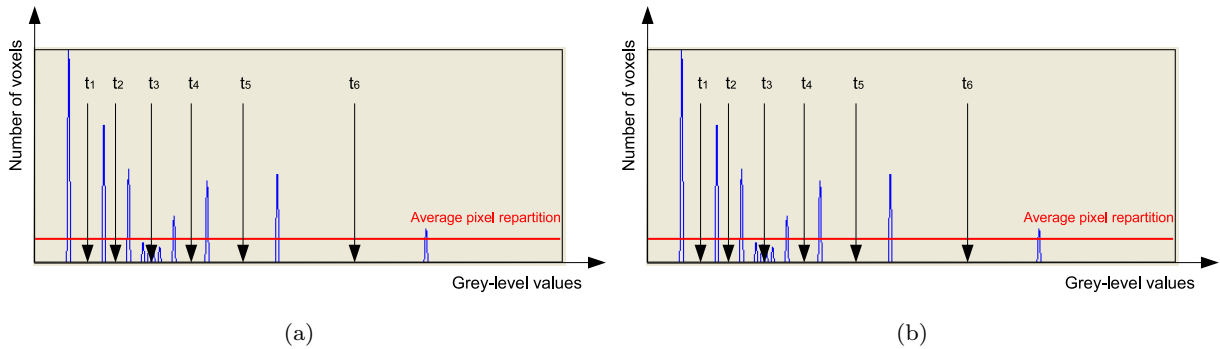 Number of voxels
t1 t2 t3 t4 t5 t6
Average pixel repartition
Grey-level values
(a)
Number of voxels
t1 t2 t3 t4 t5 t6
Average pixel repartition
Grey-level values
(b)